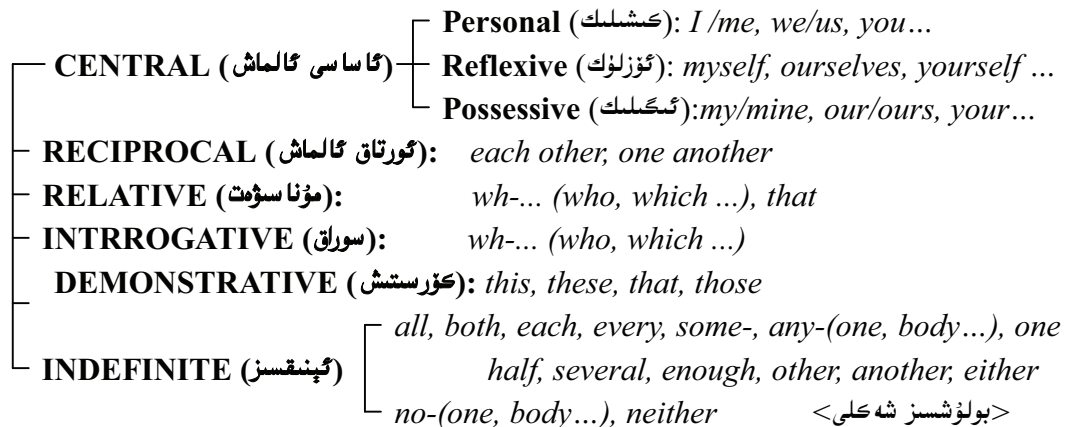 Personal (كىشىلىك): I /me, we/us, you…
CENTRAL (ئاساسى ئالماش)
Reflexive (ئۆزلۈك): myself, ourselves, yourself …
Possessive (ئىگىلىك):my/mine, our/ours, your…
RECIPROCAL (ئورتاق ئالماش): each other, one another
RELATIVE (مۇناسىۋەت): wh-... (who, which ...), that
INTRROGATIVE (سوراق): wh-... (who, which ...)
DEMONSTRATIVE (كۆرسىتىش): this, these, that, those
all, both, each, every, some-, any-(one, body…), one
INDEFINITE (ئېنىقسىز) half, several, enough, other, another, either
no-(one, body…), neither <بولۇشسىز شەكلى>